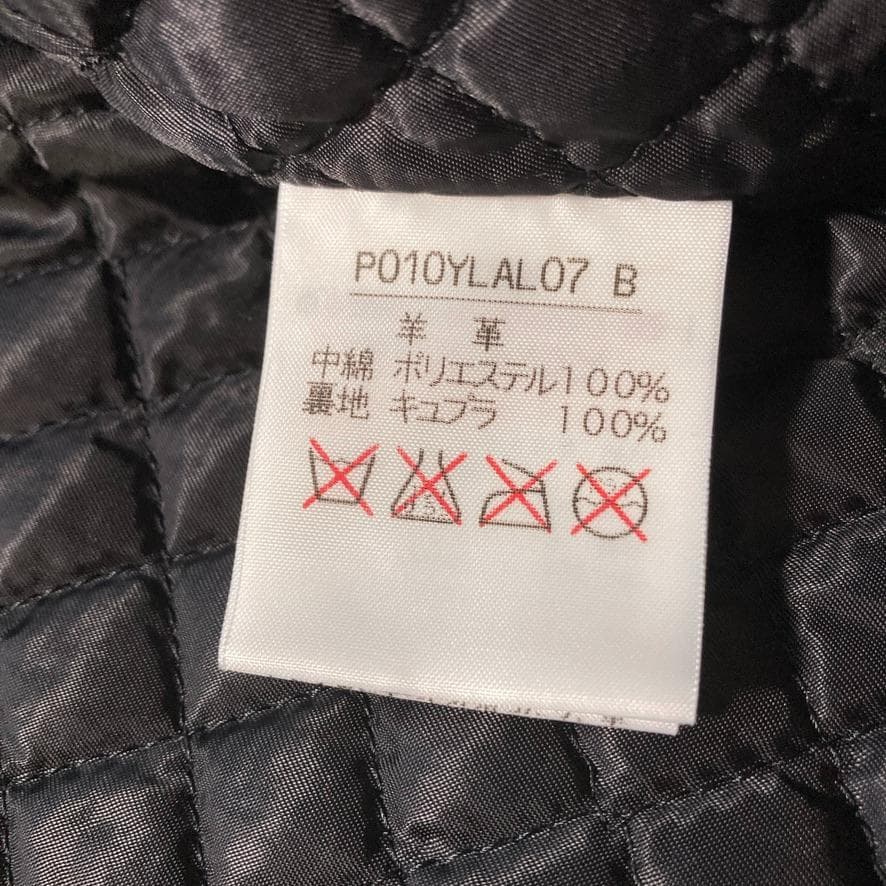 P010YLAL07 B
羊 革
中綿 ポリエステル100%
裏地 キュプラ 100%